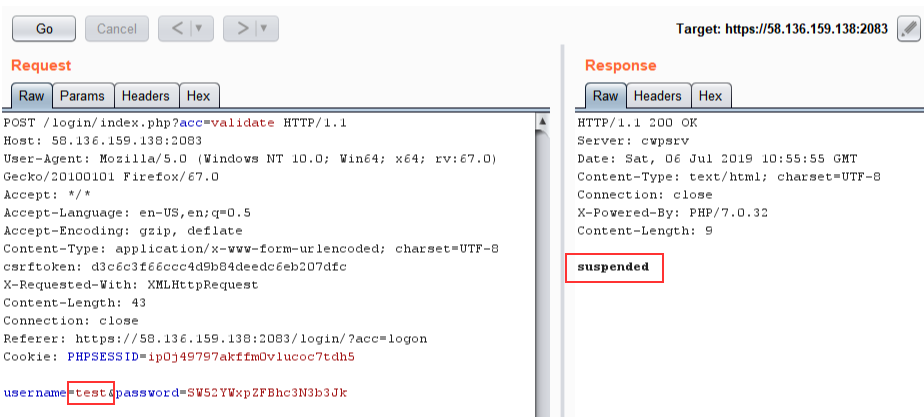 Go Cancel < > Target: https://58.136.159.138:2083
Request
Raw Params Headers Hex
POST /login/index.php?acc=validate HTTP/1.1
Host: 58.136.159.138:2083
User-Agent: Mozilla/5.0 (Windows NT 10.0; Win64; x64; rv:67.0)
Gecko/20100101 Firefox/67.0
Accept: */*
Accept-Language: en-US,en;q=0.5
Accept-Encoding: gzip, deflate
Content-Type: application/x-www-form-urlencoded; charset=UTF-8
csrftoken: d3c6c3f66ccc4d9b84deedc6eb207dfc
X-Requested-With: XMLHttpRequest
Content-Length: 43
Connection: close
Referer: https://58.136.159.138:2083/login/?acc=logon
Cookie: PHPSESSID=ip0j49797akffm0vlucoc7tdh5
username=test&password=SW52YWxpZFBhc3N3b3Jk
Response
Raw Headers Hex
HTTP/1.1 200 OK
Server: cwpsrv
Date: Sat, 06 Jul 2019 10:55:55 GMT
Content-Type: text/html; charset=UTF-8
Connection: close
X-Powered-By: PHP/7.0.32
Content-Length: 9
suspended